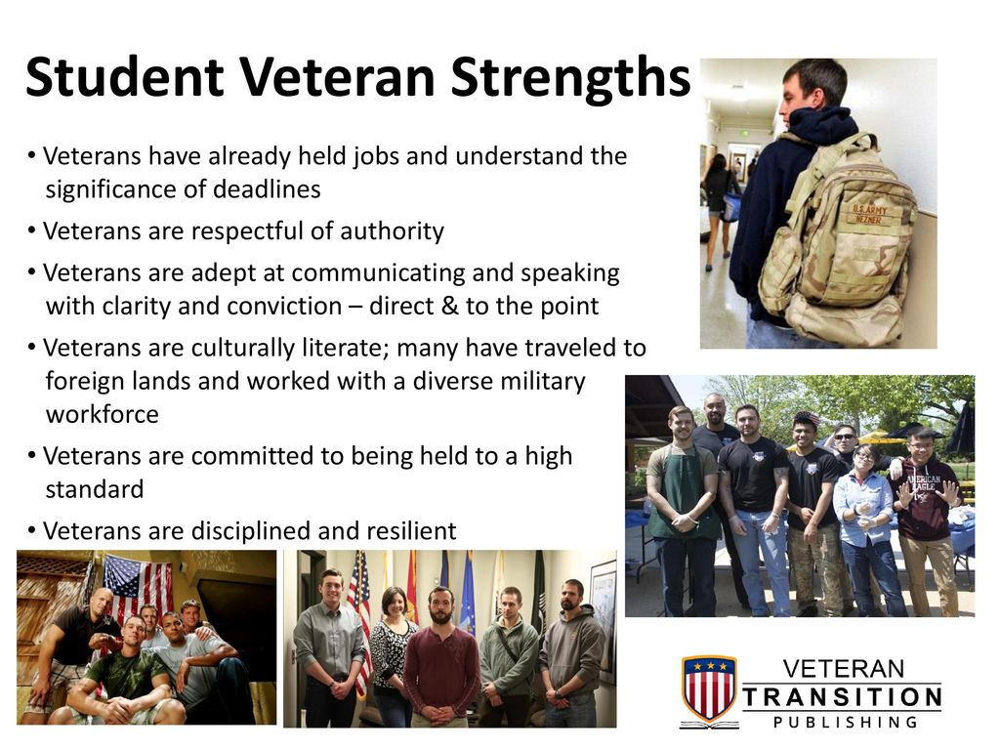 Student Veteran Strengths
• Veterans have already held jobs and understand the
significance of deadlines
• Veterans are respectful of authority
• Veterans are adept at communicating and speaking
with clarity and conviction – direct & to the point
• Veterans are culturally literate; many have traveled to
foreign lands and worked with a diverse military
workforce
• Veterans are committed to being held to a high
standard
• Veterans are disciplined and resilient
U.S. ARMY
HEZNER
AMERICAN
EAGLE
VETERAN
TRANSITION
PUBLISHING